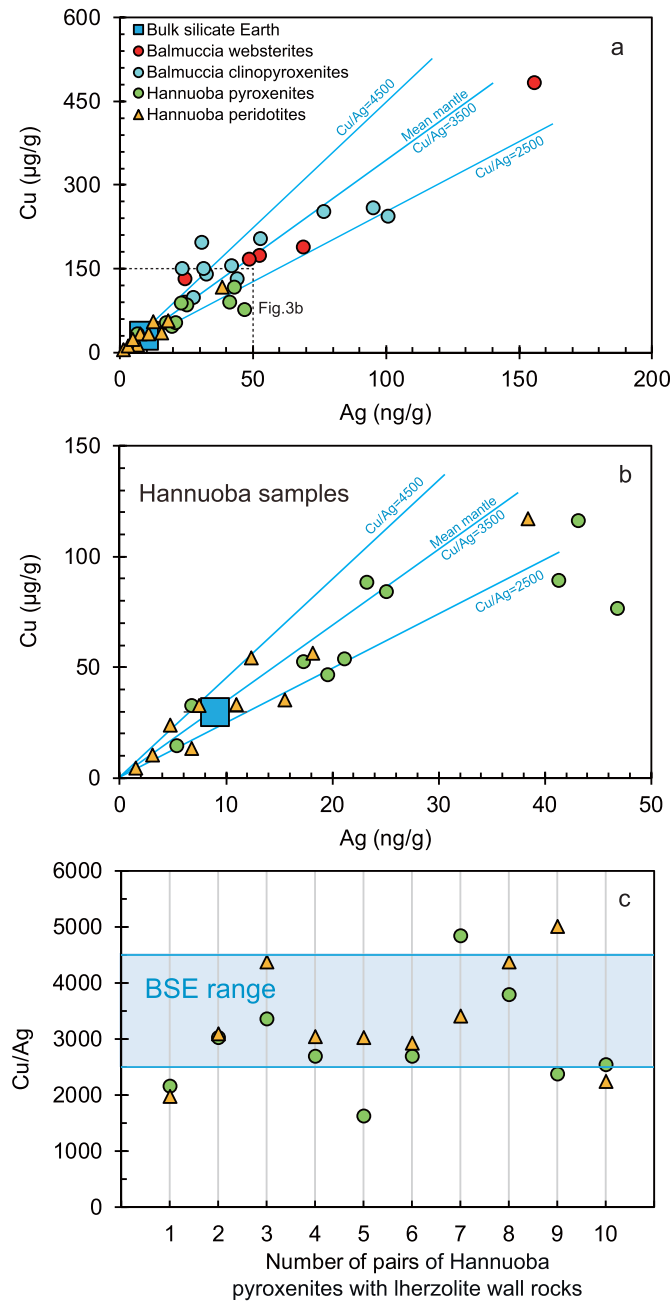 a
Bulk silicate Earth
Balmuccia websterites
Balmuccia clinopyroxenites
Hannuoba pyroxenites
Hannuoba peridotites
Cu/Ag=4500
Mean mantle
Cu/Ag=3500
Cu/Ag=2500
Fig.3b
600
450
300
150
0
Cu (µg/g)
0 50 100 150 200
Ag (ng/g)
b
Hannuoba samples
Cu/Ag=4500
Mean mantle
Cu/Ag=3500
Cu/Ag=2500
150
100
50
0
Cu (µg/g)
0 10 20 30 40 50
Ag (ng/g)
c
BSE range
6000
5000
4000
3000
2000
1000
0
Cu/Ag
1 2 3 4 5 6 7 8 9 10
Number of pairs of Hannuoba
pyroxenites with lherzolite wall rocks